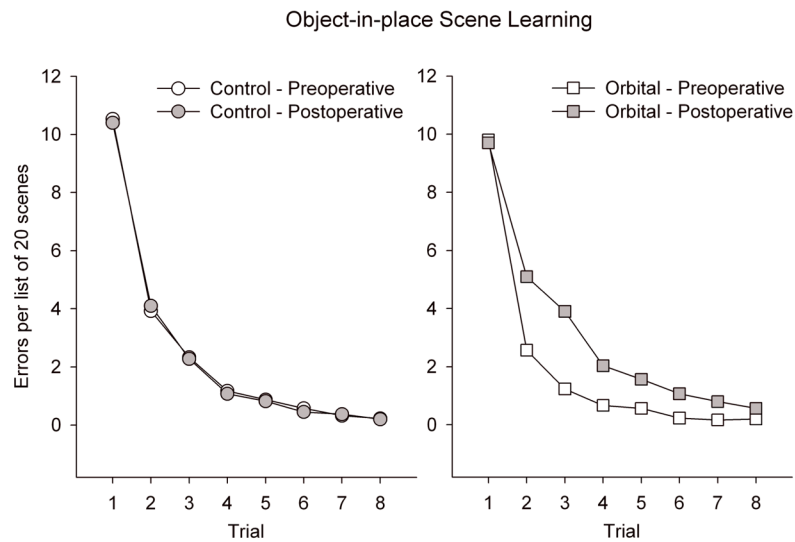 Object-in-place Scene Learning
Errors per list of 20 scenes
12
10
8
6
4
2
0
Control - Preoperative
Control - Postoperative
1 2 3 4 5 6 7 8
Trial
12
10
8
6
4
2
0
Orbital - Preoperative
Orbital - Postoperative
1 2 3 4 5 6 7 8
Trial